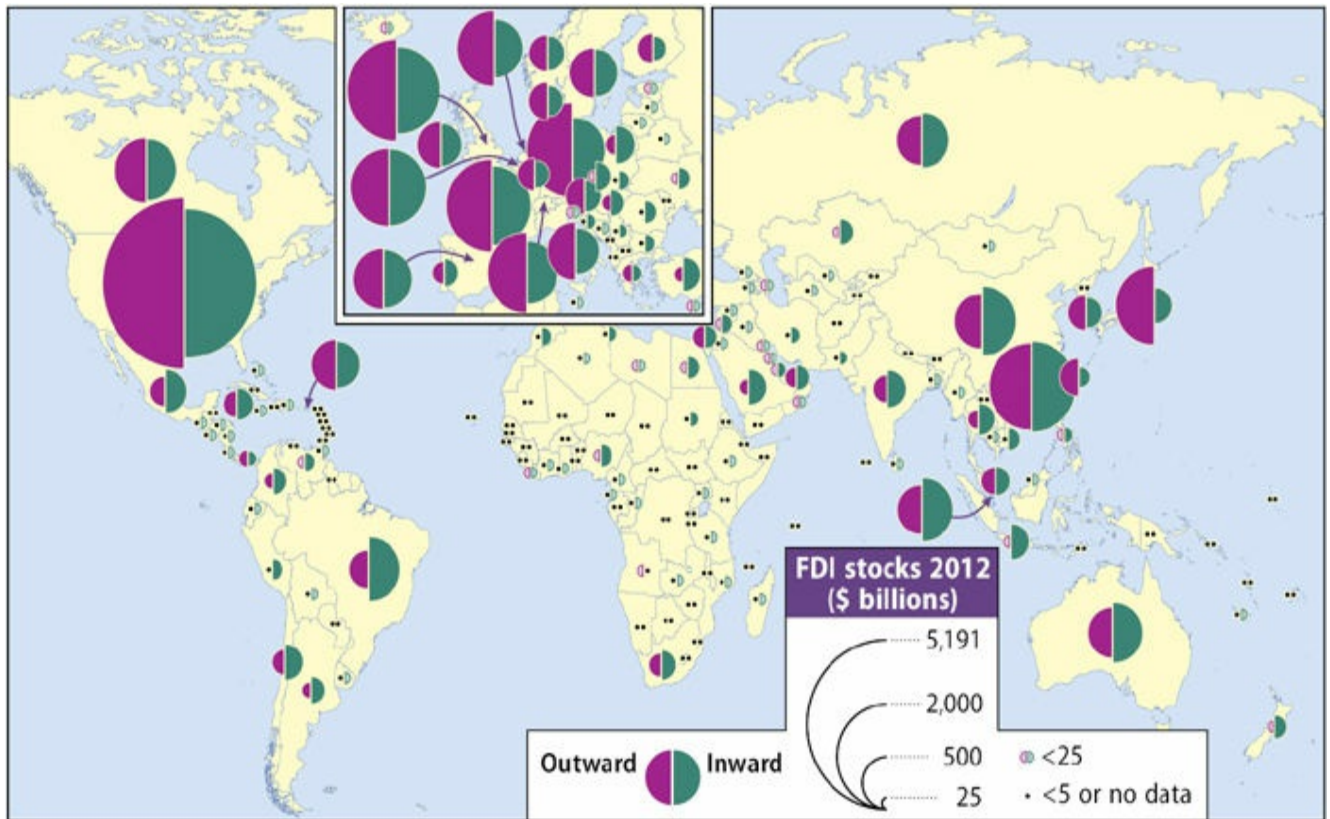 FDI stocks 2012
($ billions)
5,191
2,000
500
25
Outward
Inward
<25
<5 or no data